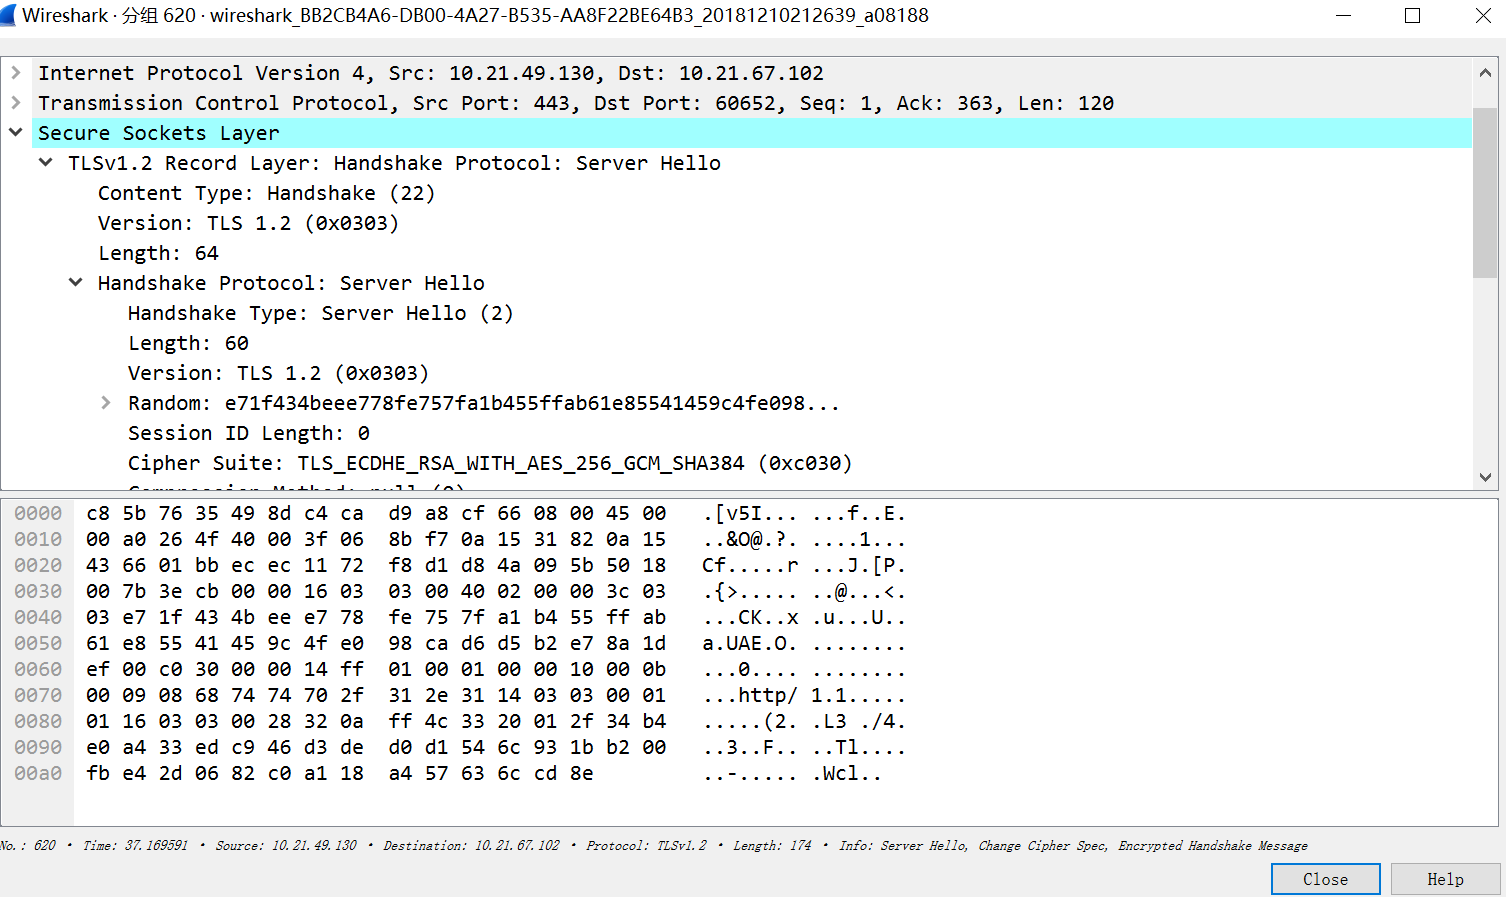 Wireshark · 分组 620 · wireshark_BB2CB4A6-DB00-4A27-B535-AA8F22BE64B3_20181210212639_a08188
Internet Protocol Version 4, Src: 10.21.49.130, Dst: 10.21.67.102
Transmission Control Protocol, Src Port: 443, Dst Port: 60652, Seq: 1, Ack: 363, Len: 120
Secure Sockets Layer
TLSv1.2 Record Layer: Handshake Protocol: Server Hello
Content Type: Handshake (22)
Version: TLS 1.2 (0x0303)
Length: 64
Handshake Protocol: Server Hello
Handshake Type: Server Hello (2)
Length: 60
Version: TLS 1.2 (0x0303)
Random: e71f434beee778fe757fa1b455ffab61e85541459c4fe098...
Session ID Length: 0
Cipher Suite: TLS_ECDHE_RSA_WITH_AES_256_GCM_SHA384 (0xc030)
Compression Method: null (0)
0000 c8 5b 76 35 49 8d c4 ca d9 a8 cf 66 08 00 45 00 .[v5I... ...f..E.
0010 00 a0 26 4f 40 00 3f 06 8b f7 0a 15 31 82 0a 15 ..&O@.?. ....1...
0020 43 66 01 bb ec ec 11 72 f8 d1 d8 4a 09 5b 50 18 Cf.....r ...J.[P.
0030 00 7b 3e cb 00 00 16 03 03 00 40 02 00 00 3c 03 .{>..... ..@...<.
0040 03 e7 1f 43 4b ee e7 78 fe 75 7f a1 b4 55 ff ab ...CK..x .u...U..
0050 61 e8 55 41 45 9c 4f e0 98 ca d6 d5 b2 e7 8a 1d a.UAE.O. ........
0060 ef 00 c0 30 00 00 14 ff 01 00 01 00 00 10 00 0b ...0.... ........
0070 00 09 08 68 74 74 70 2f 31 2e 31 14 03 03 00 01 ...http/ 1.1.....
0080 01 16 03 03 00 28 32 0a ff 4c 33 20 01 2f 34 b4 .....(2. .L3 ./4.
0090 e0 a4 33 ed c9 46 d3 de d0 d1 54 6c 93 1b b2 00 ..3..F.. ..Tl....
00a0 fb e4 2d 06 82 c0 a1 18 a4 57 63 6c cd 8e ..-..... .Wcl..
No.: 620 · Time: 37.169591 · Source: 10.21.49.130 · Destination: 10.21.67.102 · Protocol: TLSv1.2 · Length: 174 · Info: Server Hello, Change Cipher Spec, Encrypted Handshake Message
Close Help